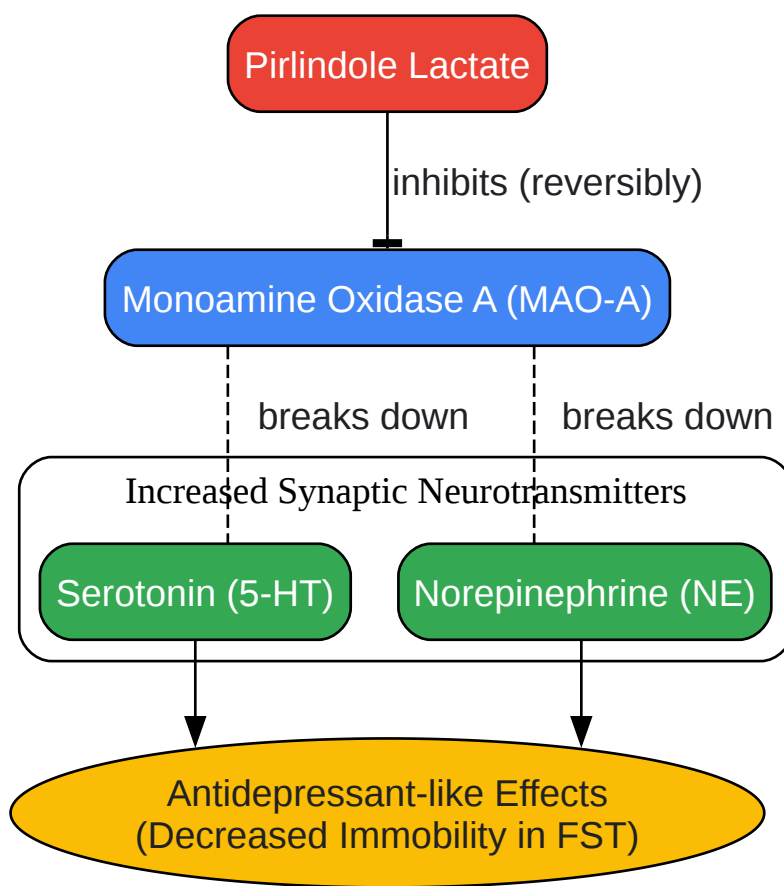 Pirlindole Lactate
inhibits (reversibly)
Monoamine Oxidase A (MAO-A)
breaks down
breaks down
Increased Synaptic Neurotransmitters
Serotonin (5-HT)
Norepinephrine (NE)
Antidepressant-like Effects
(Decreased Immobility in FST)